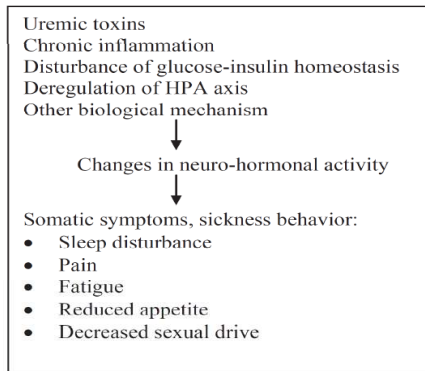 Uremic toxins
Chronic inflammation
Disturbance of glucose-insulin homeostasis
Deregulation of HPA axis
Other biological mechanism
Changes in neuro-hormonal activity
Somatic symptoms, sickness behavior:
• Sleep disturbance
• Pain
• Fatigue
• Reduced appetite
• Decreased sexual drive